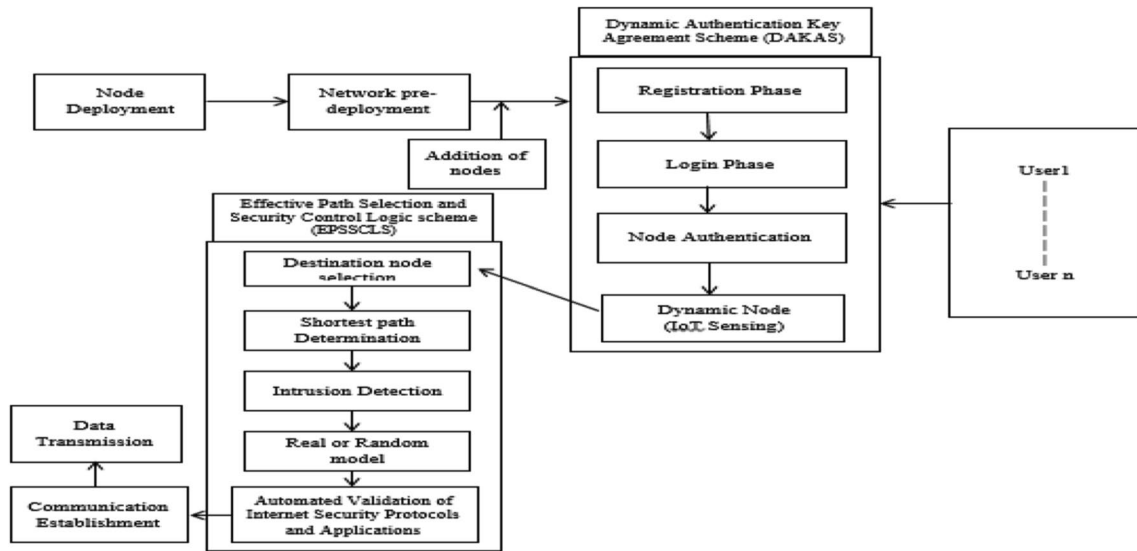 Dynamic Authentication Key
Agreement Scheme (DAKAS)
Node
Deployment
Network pre-
deployment
Addition of
nodes
Registration Phase
Login Phase
Node Authentication
Dynamic Node
(IoT Sensing)
User1
User n
Effective Path Selection and
Security Control Logic scheme
(EPSSCLS)
Destination node
selection
Shortest path
Determination
Intrusion Detection
Real or Random
model
Automated Validation of
Internet Security Protocols
and Applications
Communication
Establishment
Data
Transmission